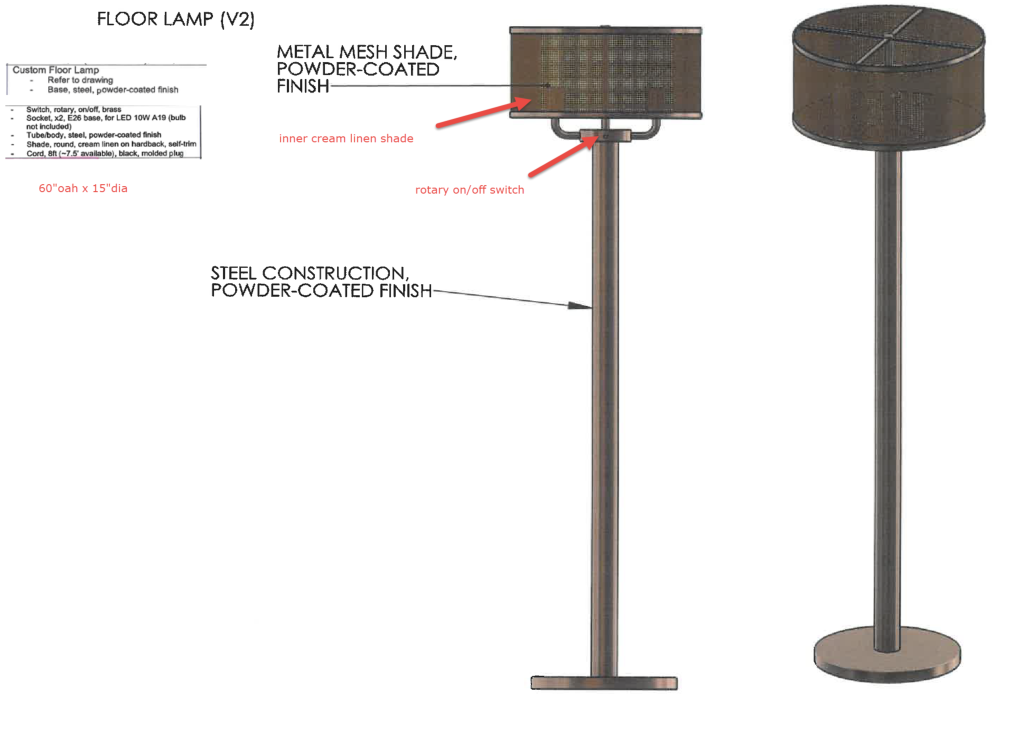 FLOOR LAMP (V2)
Custom Floor Lamp
- Refer to drawing
- Base, steel, powder-coated finish
- Switch, rotary, on/off, brass
- Socket, x2, E26 base, for LED 10W A19 (bulb
not included)
- Tube/body, steel, powder-coated finish
- Shade, round, cream linen on hardback, self-trim
- Cord, 8ft (~7.5' available), black, molded plug
60"oah x 15"dia
METAL MESH SHADE,
POWDER-COATED
FINISH
inner cream linen shade
rotary on/off switch
STEEL CONSTRUCTION,
POWDER-COATED FINISH